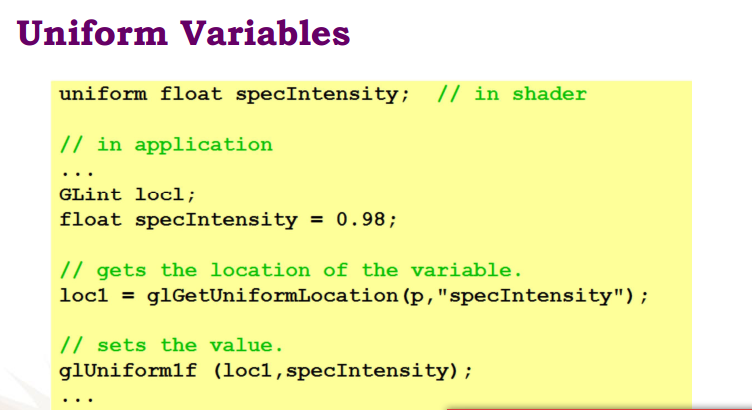 Uniform Variables
uniform float specIntensity;  // in shader
// in application
...
GLint loc1;
float specIntensity = 0.98;
// gets the location of the variable.
loc1 = glGetUniformLocation(p,"specIntensity");
// sets the value.
glUniform1f (loc1,specIntensity);
...